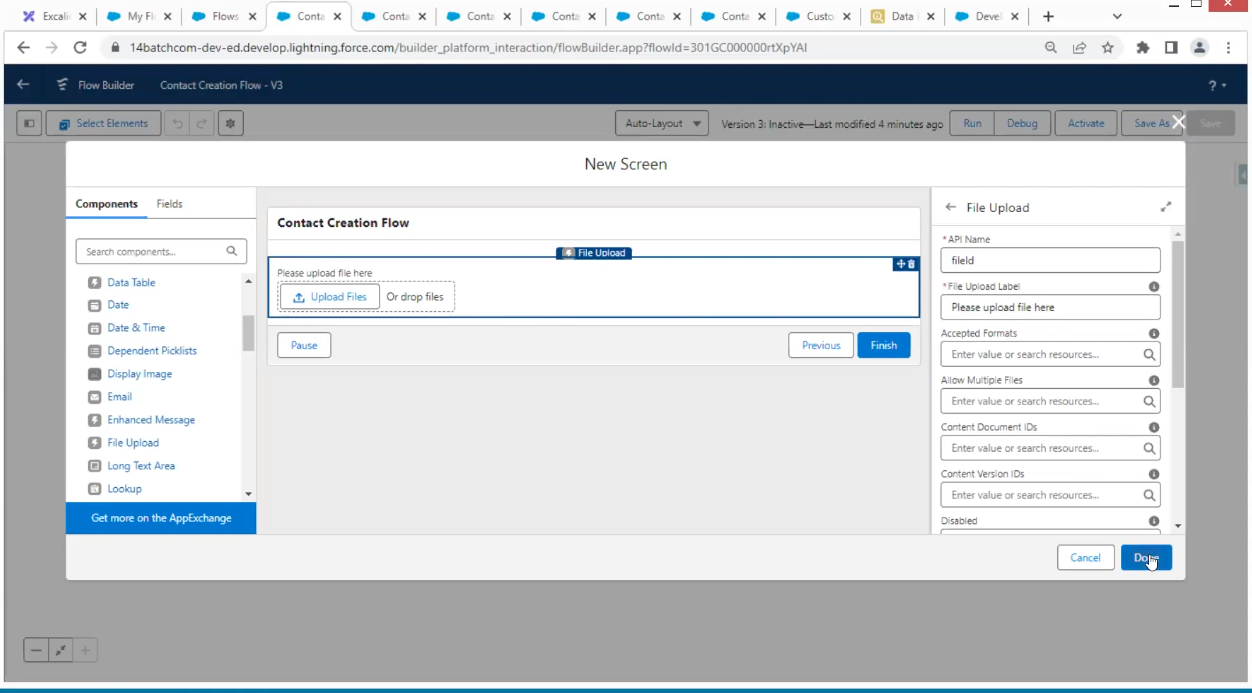 Excali
My Fl
Flows
Conta
Conta
Conta
Conta
Conta
Conta
Custo
Data
Devel
14batchcom-dev-ed.develop.lightning.force.com/builder_platform_interaction/flowBuilder.app?flowId=301GC000000rtXpYAI
Flow Builder
Contact Creation Flow - V3
?
Select Elements
Auto-Layout
Version 3: Inactive—Last modified 4 minutes ago
Run
Debug
Activate
Save As
Save
New Screen
Components
Fields
Search components...
Data Table
Date
Date & Time
Dependent Picklists
Display Image
Email
Enhanced Message
File Upload
Long Text Area
Lookup
Get more on the AppExchange
Contact Creation Flow
File Upload
Please upload file here
Upload Files
Or drop files
Pause
Previous
Finish
File Upload
*API Name
fileId
*File Upload Label
Please upload file here
Accepted Formats
Enter value or search resources...
Allow Multiple Files
Enter value or search resources...
Content Document IDs
Enter value or search resources...
Content Version IDs
Enter value or search resources...
Disabled
Cancel
Done